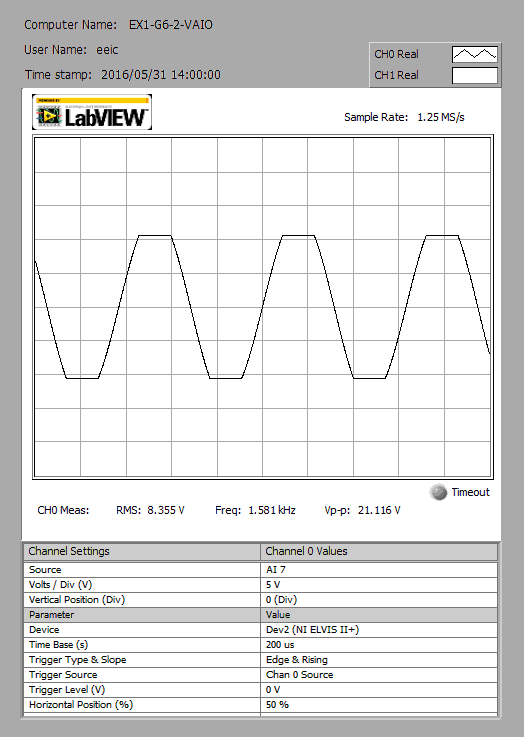 Computer Name: EX1-G6-2-VAIO
User Name: eeic
Time stamp: 2016/05/31 14:00:00
CH0 Real
CH1 Real
POWERED BY
LabVIEW™
Sample Rate: 1.25 MS/s
Timeout
CH0 Meas: RMS: 8.355 V Freq: 1.581 kHz Vp-p: 21.116 V
Channel Settings Channel 0 Values
Source AI 7
Volts / Div (V) 5 V
Vertical Position (Div) 0 (Div)
Parameter Value
Device Dev2 (NI ELVIS II+)
Time Base (s) 200 us
Trigger Type & Slope Edge & Rising
Trigger Source Chan 0 Source
Trigger Level (V) 0 V
Horizontal Position (%) 50 %